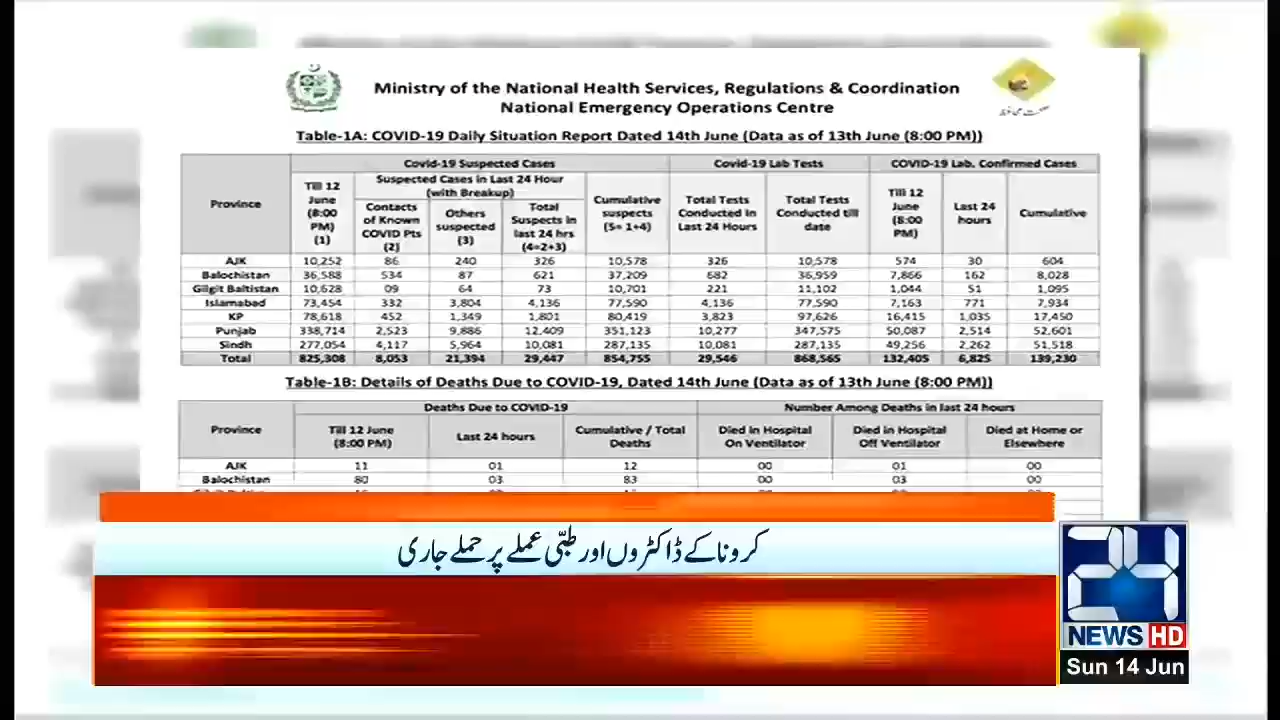 Ministry of the National Health Services, Regulations & Coordination
National Emergency Operations Centre
Table-1A: COVID-19 Daily Situation Report Dated 14th June (Data as of 13th June (8:00 PM))
Province
Covid-19 Suspected Cases
Covid-19 Lab Tests
COVID-19 Lab. Confirmed Cases
Till 12 June (8:00 PM) (1)
Suspected Cases in Last 24 Hour (with Breakup)
Contacts of Known COVID Pts (2)
Others suspected (3)
Total Suspects in last 24 hrs (4=2+3)
Cumulative suspects (5= 1+4)
Total Tests Conducted in Last 24 Hours
Total Tests Conducted till date
Till 12 June (8:00 PM)
Last 24 hours
Cumulative
AJK 10,252 86 240 326 10,578 326 10,578 574 30 604
Balochistan 36,588 534 87 621 37,209 682 36,959 7,866 162 8,028
Gilgit Baltistan 10,628 09 64 73 10,701 221 11,102 1,044 51 1,095
Islamabad 73,454 332 3,804 4,136 77,590 4,136 77,590 7,163 771 7,934
KP 78,618 452 1,349 1,801 80,419 3,823 97,626 16,415 1,035 17,450
Punjab 338,714 2,523 9,886 12,409 351,123 10,277 347,575 50,087 2,514 52,601
Sindh 277,054 4,117 5,964 10,081 287,135 10,081 287,135 49,256 2,262 51,518
Total 825,308 8,053 21,394 29,447 854,755 29,546 868,565 132,405 6,825 139,230
Table-1B: Details of Deaths Due to COVID-19, Dated 14th June (Data as of 13th June (8:00 PM))
Province
Deaths Due to COVID-19
Number Among Deaths in last 24 hours
Till 12 June (8:00 PM)
Last 24 hours
Cumulative / Total Deaths
Died in Hospital On Ventilator
Died in Hospital Off Ventilator
Died at Home or Elsewhere
AJK 11 01 12 00 01 00
Balochistan 80 03 83 00 03 00
کرونا کے ڈاکٹروں اور طبّی عملے پر حملے جاری
24
NEWS HD
Sun 14 Jun